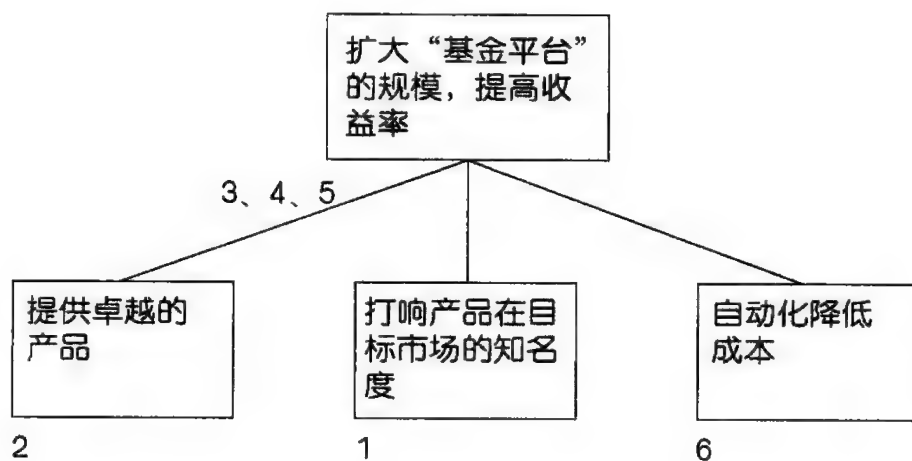 扩大“基金平台”
的规模，提高收
益率
3、4、5
提供卓越的
产品
打响产品在目
标市场的知名
度
自动化降低
成本
2
1
6